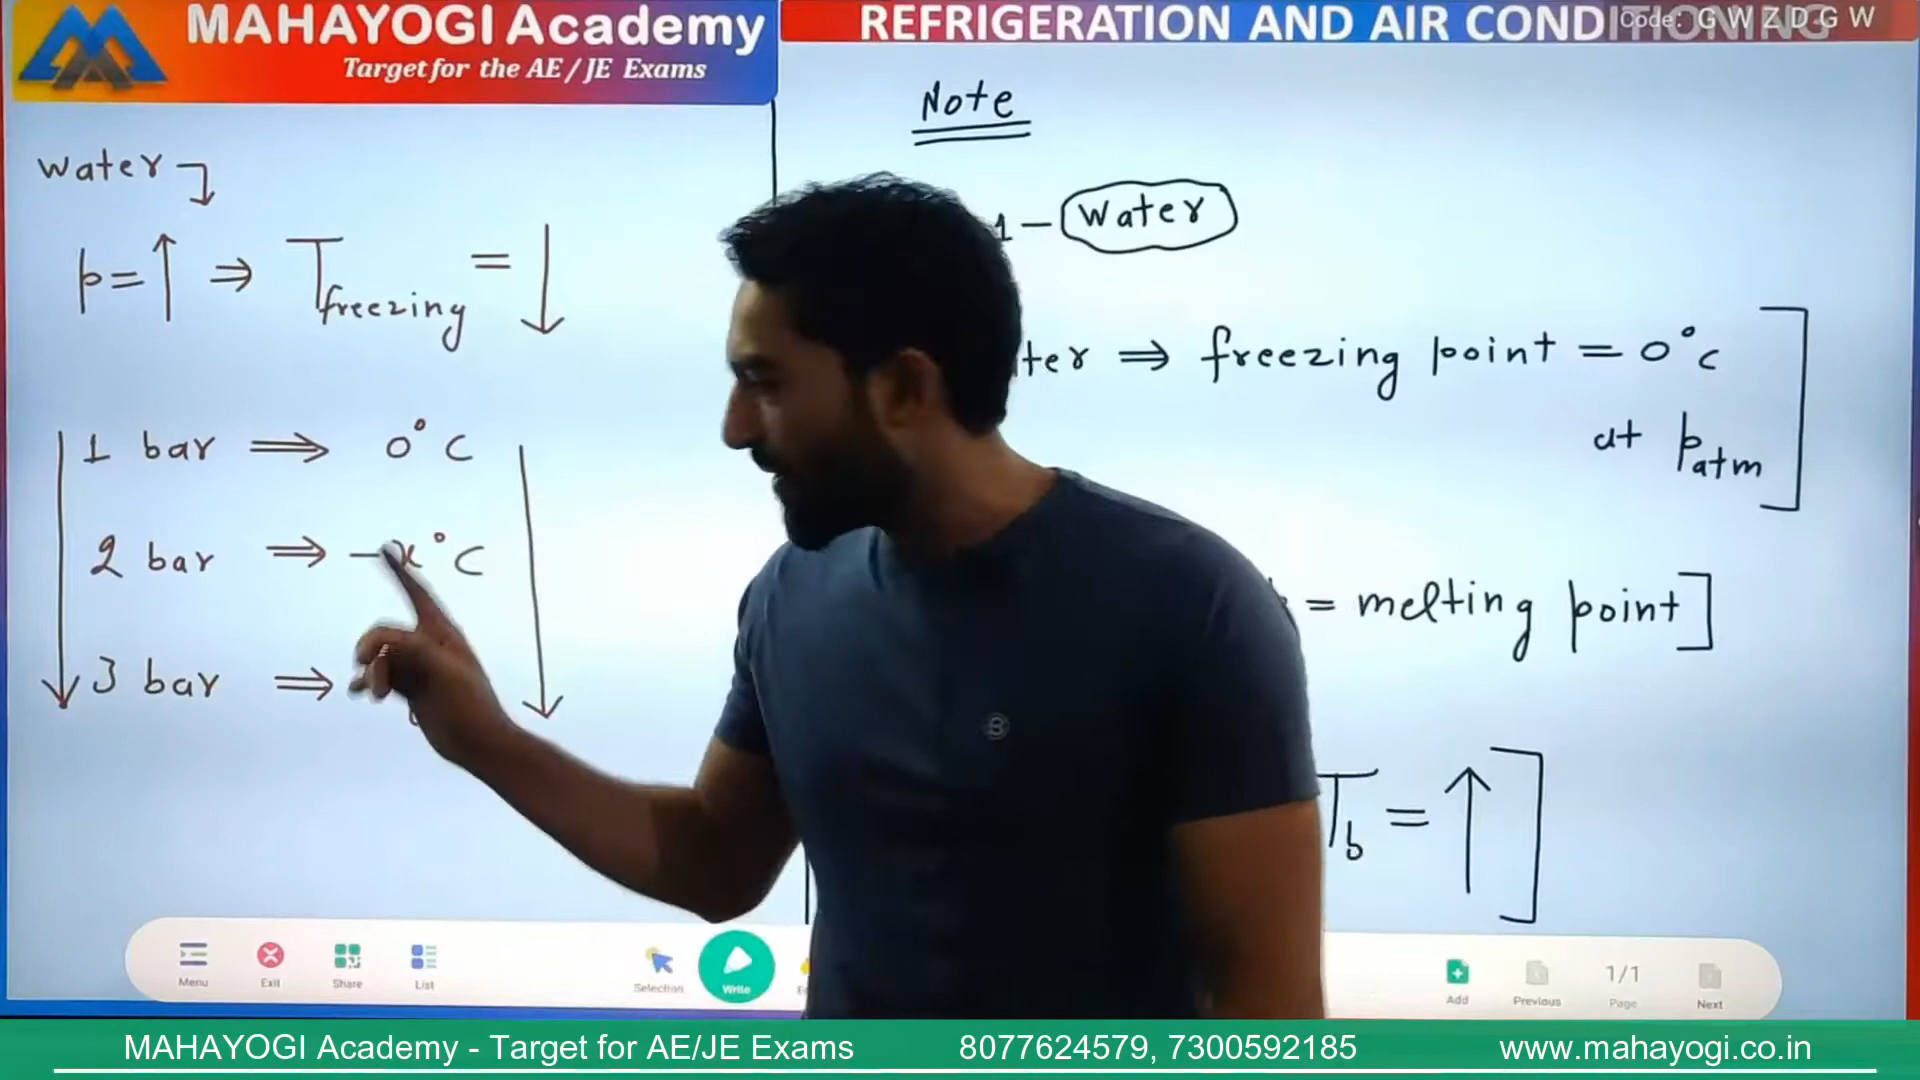 MAHAYOGI Academy
Target for the AE / JE Exams
REFRIGERATION AND AIR CONDITIONING
Code: G W Z D G W
water
p = ↑ ⇒ T freezing = ↓
1 bar ⇒ 0°C
2 bar ⇒ -x°C
3 bar ⇒
Note
1 - Water
ter ⇒ freezing point = 0°C
at Patm
= melting point]
Tb = ↑]
Menu
Exit
Share
List
Selection
Write
Add
Previous
1/1
Page
Next
MAHAYOGI Academy - Target for AE/JE Exams 8077624579, 7300592185 www.mahayogi.co.in